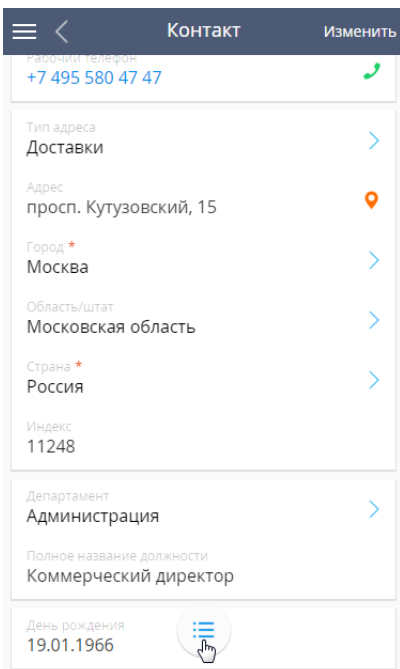 Контакт
Изменить
Рабочий телефон
+7 495 580 47 47
Тип адреса
Доставки
Адрес
просп. Кутузовский, 15
Город *
Москва
Область/штат
Московская область
Страна *
Россия
Индекс
11248
Департамент
Администрация
Полное название должности
Коммерческий директор
День рождения
19.01.1966